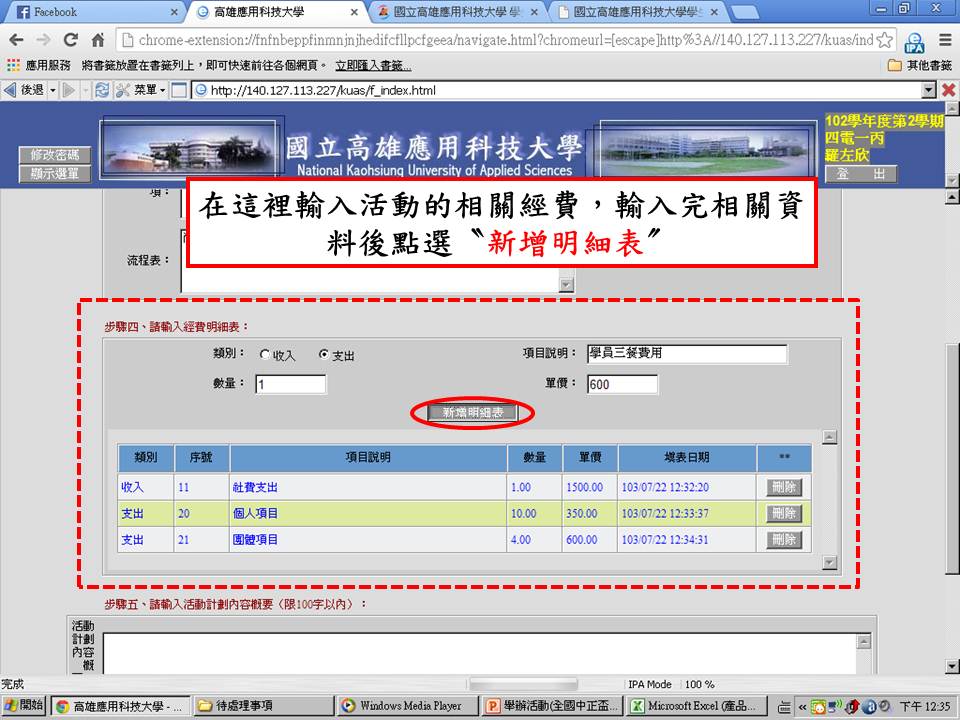 Facebook
高雄應用科技大學
國立高雄應用科技大學 學
國立高雄應用科技大學學生
chrome-extension://fnfnbeppfinmnjnjhedifcfllpcfgeea/navigate.html?chromeurl=[escape]http%3A//140.127.113.227/kuas/ind
應用服務 將書籤放置在書籤列上,即可快速前往各個網頁。 立即匯入書籤...
其他書籤
後退
菜單
http://140.127.113.227/kuas/f_index.html
修改密碼
顯示選單
國立高雄應用科技大學
National Kaohsiung University of Applied Sciences
102學年度第2學期
四電一丙
羅左欣
登 出
項:
在這裡輸入活動的相關經費,輸入完相關資
料後點選〝新增明細表〞
流程表:
步驟四、請輸入經費明細表:
類別: 收入 支出 項目說明: 學員三餐費用
數量: 1 單價: 600
新增明細表
類別 序號 項目說明 數量 單價 增表日期 **
收入 11 社費支出 1.00 1500.00 103/07/22 12:32:20 刪除
支出 20 個人項目 10.00 350.00 103/07/22 12:33:37 刪除
支出 21 團體項目 4.00 600.00 103/07/22 12:34:31 刪除
步驟五、請輸入活動計劃內容概要(限100字以內):
活動
計劃
內容
概
完成
IPA Mode 100 %
開始 高雄應用科技大學 - ... 待處理事項 Windows Media Player 舉辦活動(全國中正盃... Microsoft Excel (產品... 下午 12:35